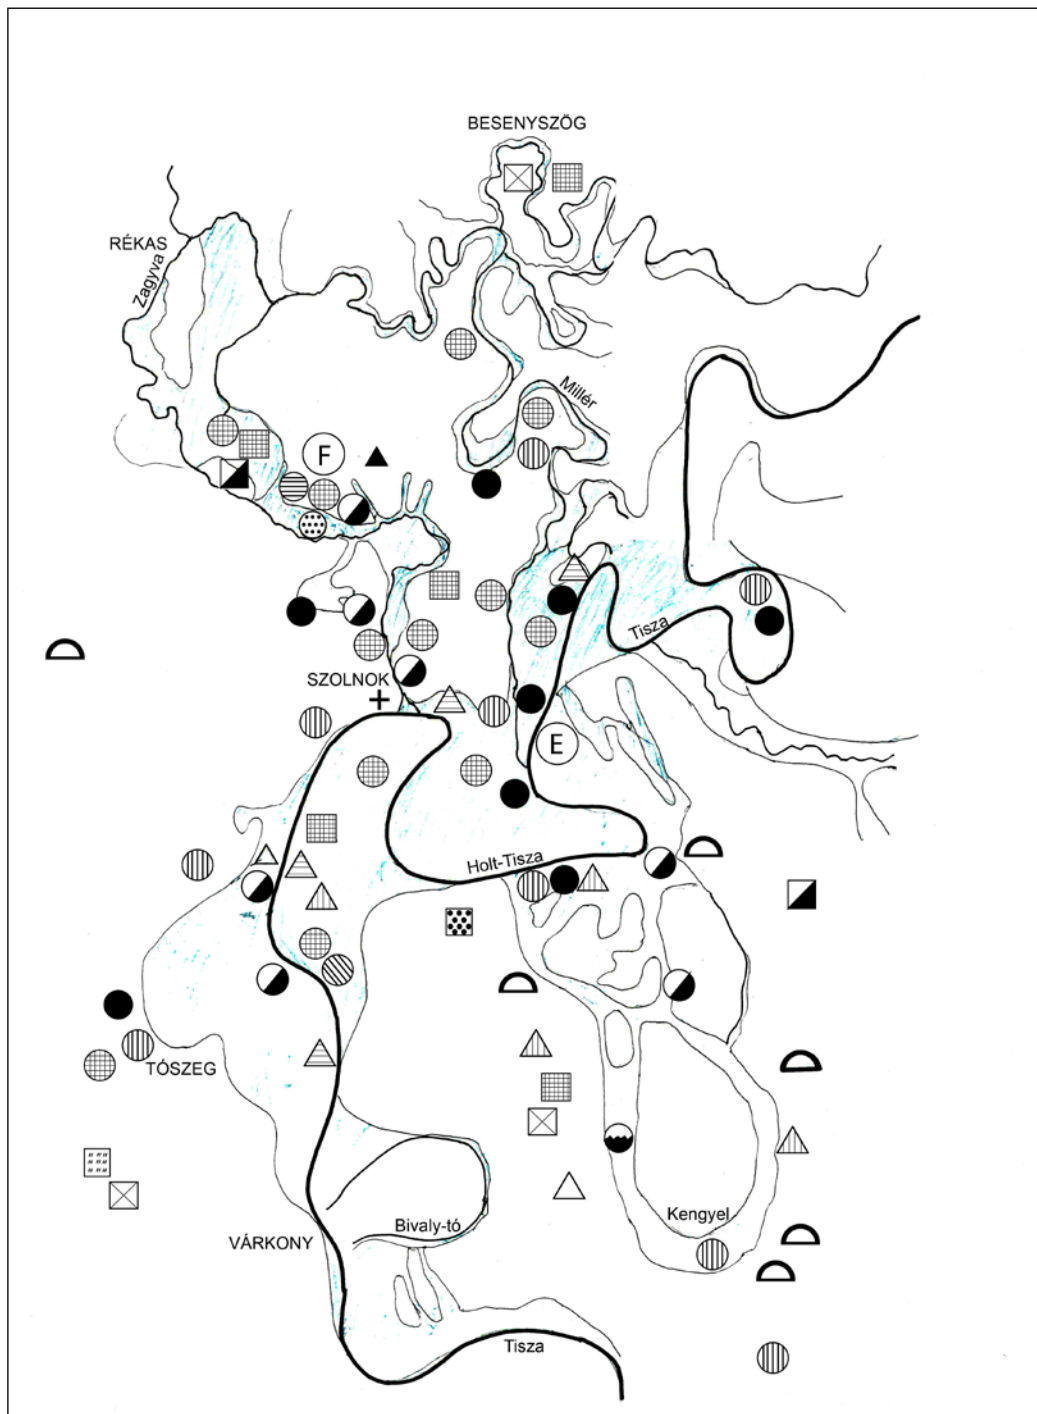 BESENYSZÖG
RÉKAS
Zagyva
Millér
F
Tisza
SZOLNOK
E
Holt-Tisza
TÓSZEG
Kengyel
Bivaly-tó
VÁRKONY
Tisza